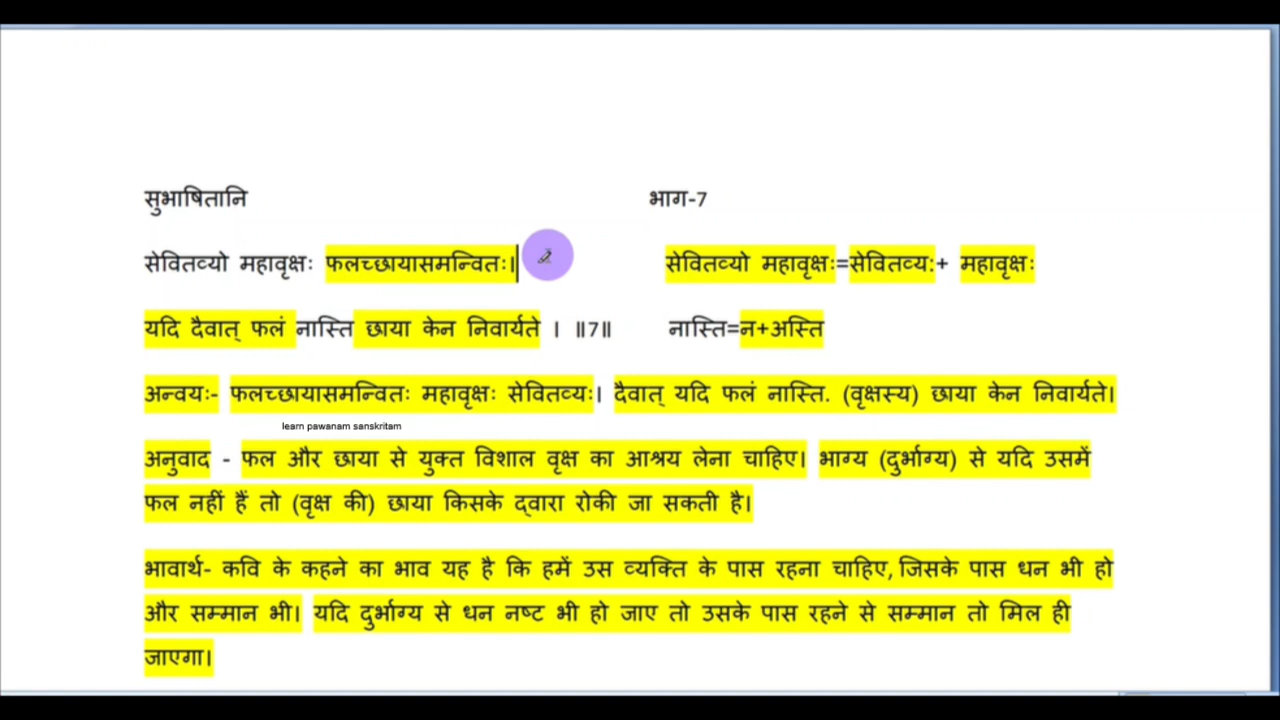 सुभाषितानि भाग-7
सेवितव्यो महावृक्षः फलच्छायासमन्वितः। सेवितव्यो महावृक्षः=सेवितव्य:+ महावृक्षः
यदि दैवात् फलं नास्ति छाया केन निवार्यते । ॥7॥ नास्ति=न+अस्ति
अन्वयः- फलच्छायासमन्वितः महावृक्षः सेवितव्यः। दैवात् यदि फलं नास्ति. (वृक्षस्य) छाया केन निवार्यते।
learn pawanam sanskritam
अनुवाद - फल और छाया से युक्त विशाल वृक्ष का आश्रय लेना चाहिए। भाग्य (दुर्भाग्य) से यदि उसमें
फल नहीं हैं तो (वृक्ष की) छाया किसके द्वारा रोकी जा सकती है।
भावार्थ- कवि के कहने का भाव यह है कि हमें उस व्यक्ति के पास रहना चाहिए, जिसके पास धन भी हो
और सम्मान भी। यदि दुर्भाग्य से धन नष्ट भी हो जाए तो उसके पास रहने से सम्मान तो मिल ही
जाएगा।